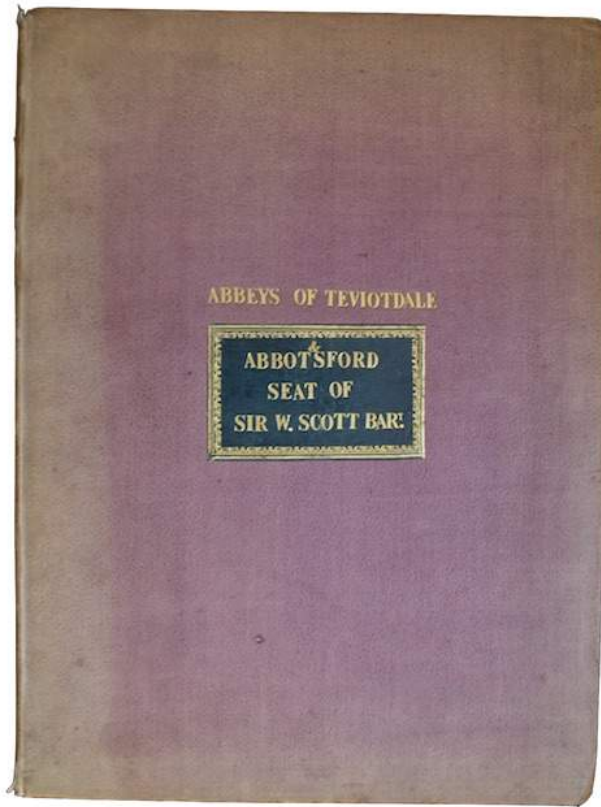 ABBEYS OF TEVIOTDALE
&
ABBOTSFORD
SEAT OF
SIR W. SCOTT BART.